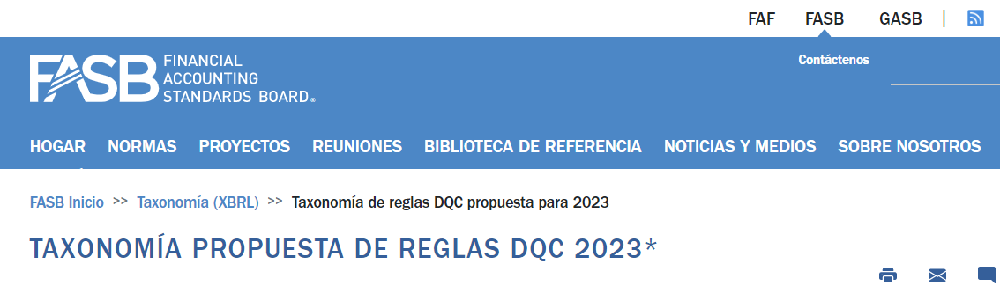 FAF FASB GASB
FASB FINANCIAL
ACCOUNTING
STANDARDS BOARD®
Contáctenos
HOGAR NORMAS PROYECTOS REUNIONES BIBLIOTECA DE REFERENCIA NOTICIAS Y MEDIOS SOBRE NOSOTROS
FASB Inicio >> Taxonomía (XBRL) >> Taxonomía de reglas DQC propuesta para 2023
TAXONOMÍA PROPUESTA DE REGLAS DQC 2023*